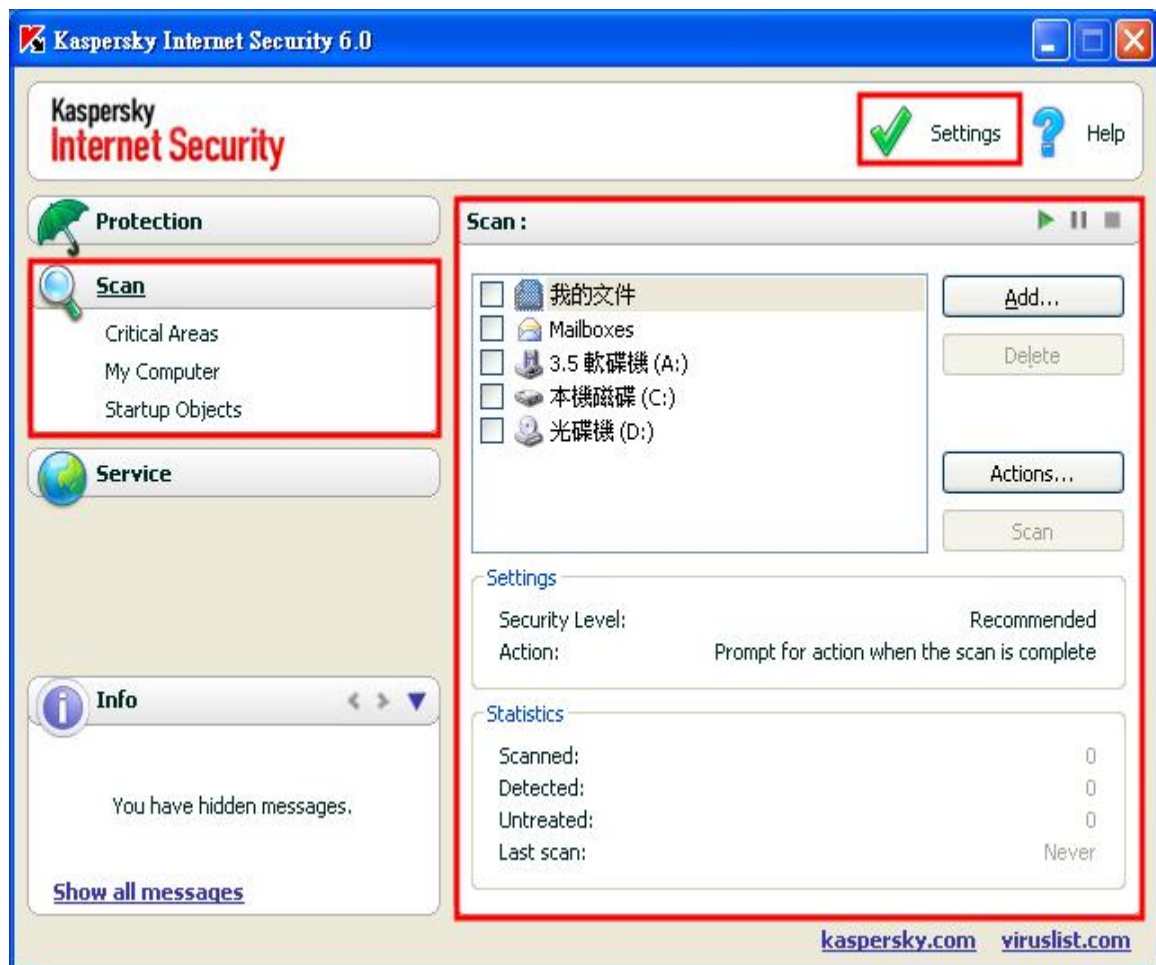 Kaspersky Internet Security 6.0
Kaspersky
Internet Security
Settings
Help
Protection
Scan
Critical Areas
My Computer
Startup Objects
Service
Info
You have hidden messages.
Show all messages
Scan :
我的文件
Mailboxes
3.5 軟碟機 (A:)
本機磁碟 (C:)
光碟機 (D:)
Add...
Delete
Actions...
Scan
Settings
Security Level: Recommended
Action: Prompt for action when the scan is complete
Statistics
Scanned: 0
Detected: 0
Untreated: 0
Last scan: Never
kaspersky.com viruslist.com